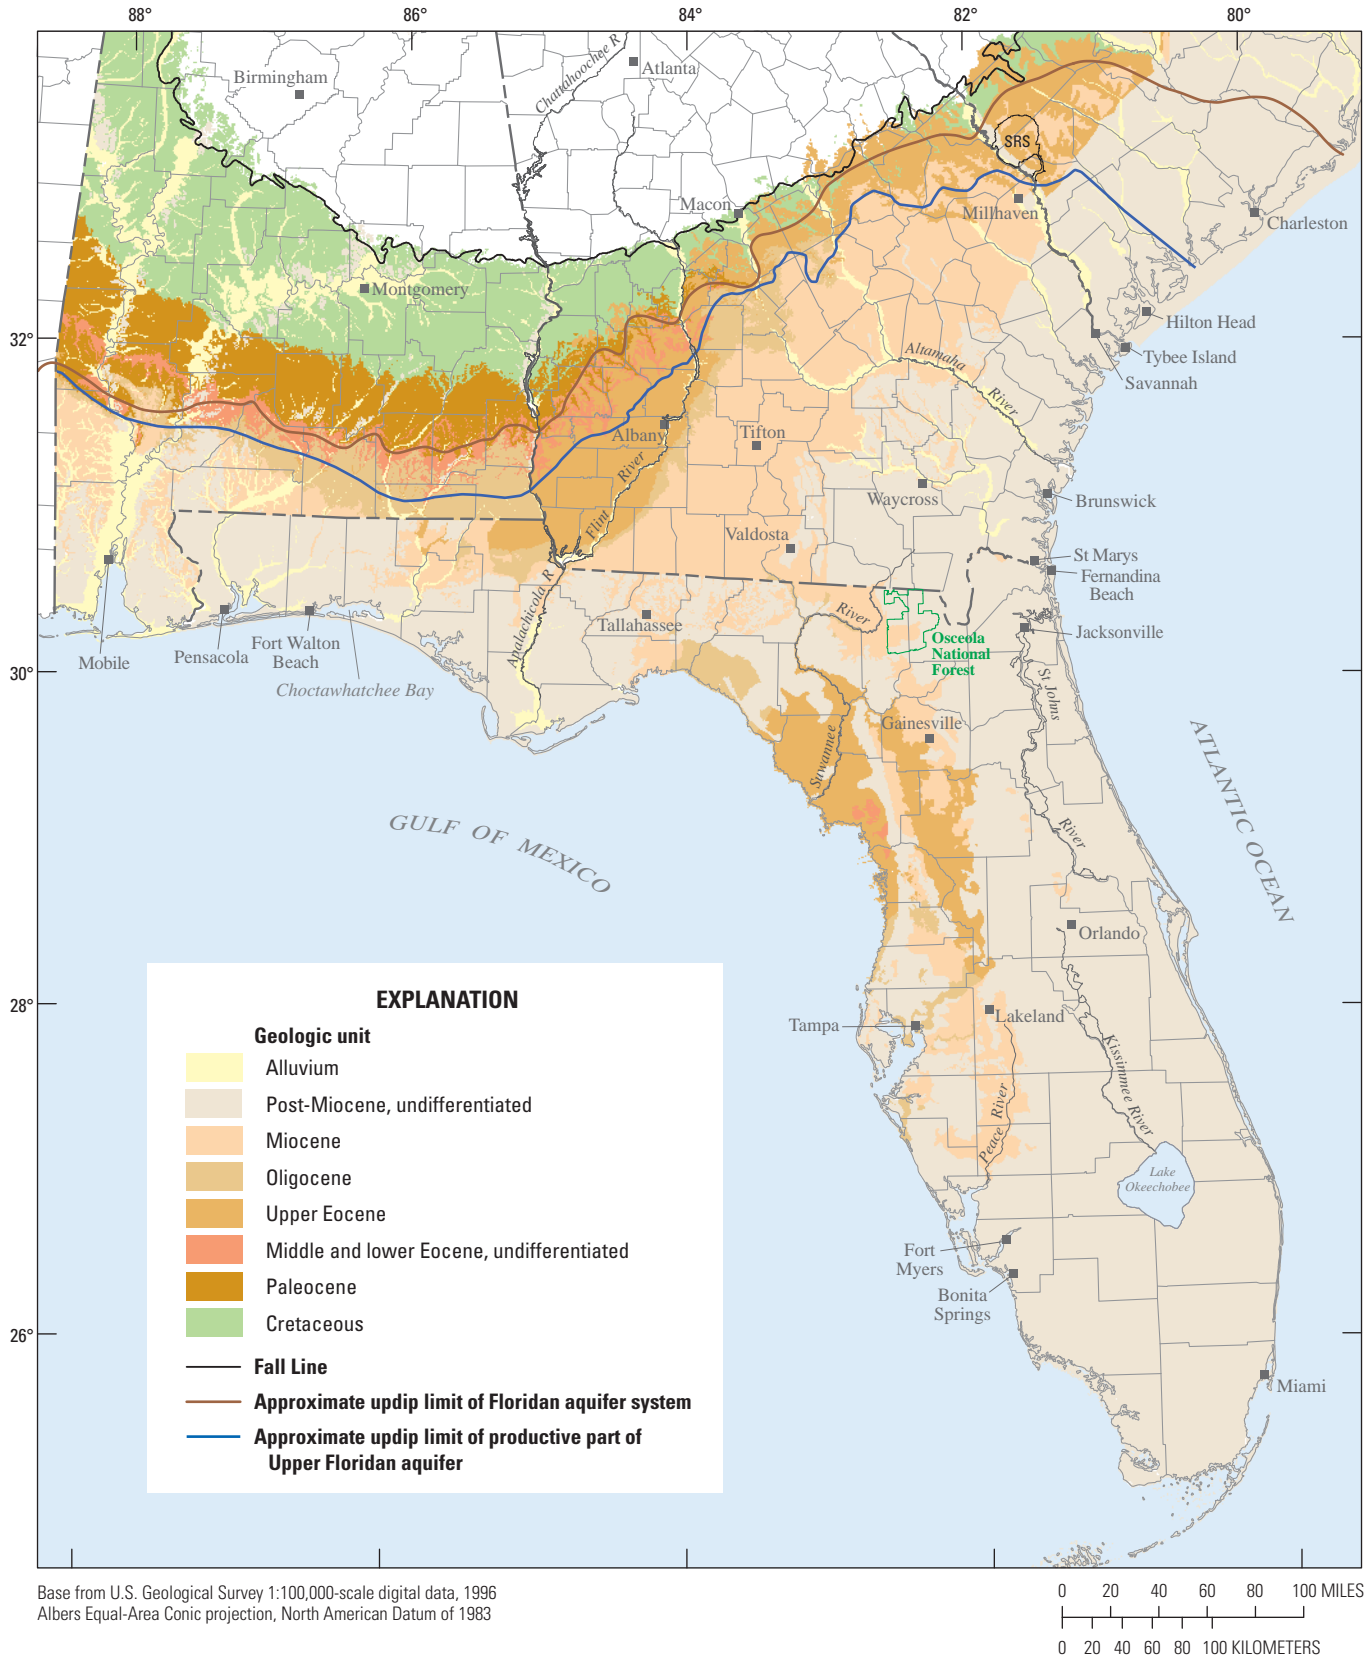 88°
86°
84°
82°
80°
Birmingham
Chattahoochee R
Atlanta
SRS
Macon
Millhaven
Charleston
Montgomery
32°
Hilton Head
Tybee Island
Savannah
Altamaha
River
Albany
Tifton
River
Flint
Waycross
Brunswick
Valdosta
St Marys
Fernandina
Beach
Apalachicola R
Tallahassee
River
Osceola
National
Forest
Jacksonville
Mobile
Pensacola
Fort Walton
Beach
Choctawhatchee Bay
30°
St Johns
River
Gainesville
Suwannee
GULF OF MEXICO
ATLANTIC OCEAN
Orlando
28°
Tampa
Lakeland
Kissimmee River
Peace River
Lake
Okeechobee
Fort
Myers
Bonita
Springs
26°
Miami
EXPLANATION
Geologic unit
Alluvium
Post-Miocene, undifferentiated
Miocene
Oligocene
Upper Eocene
Middle and lower Eocene, undifferentiated
Paleocene
Cretaceous
Fall Line
Approximate updip limit of Floridan aquifer system
Approximate updip limit of productive part of
Upper Floridan aquifer
Base from U.S. Geological Survey 1:100,000-scale digital data, 1996
Albers Equal-Area Conic projection, North American Datum of 1983
0 20 40 60 80 100 MILES
0 20 40 60 80 100 KILOMETERS